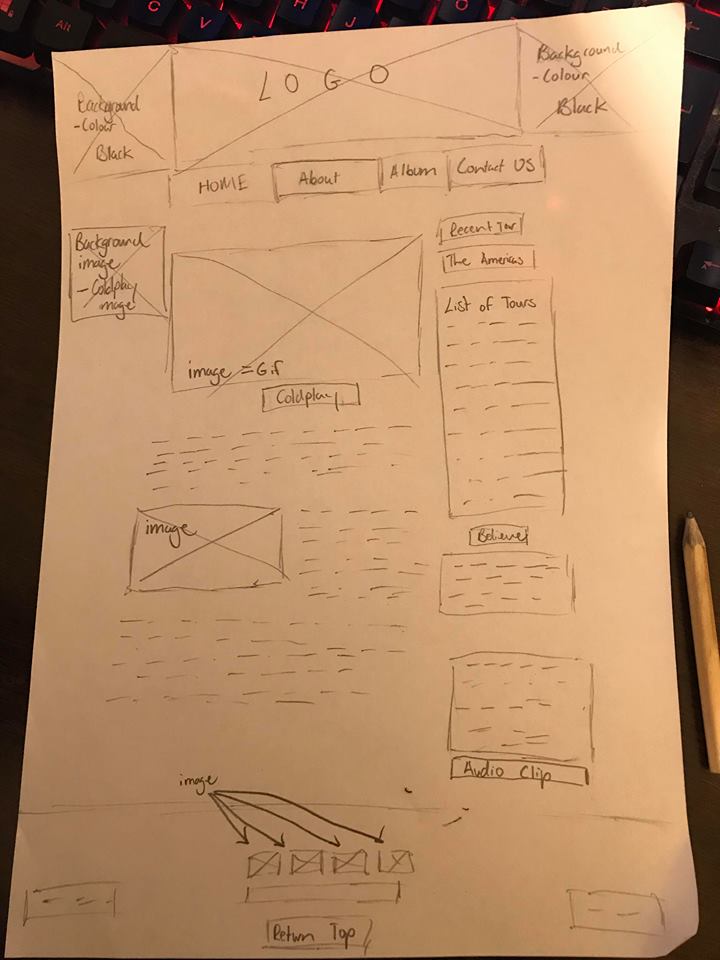 Alt
C
V
B
N
M
H
J
LOGO
Background
-Colour
Black
Background
-Colour
Black
HOME
About
Album
Contact US
Background
image
- Coldplay
image
image = Gif
Coldplay
Recent Tour
The Americas
List of Tours
image
Believe
Audio Clip
image
Return Top